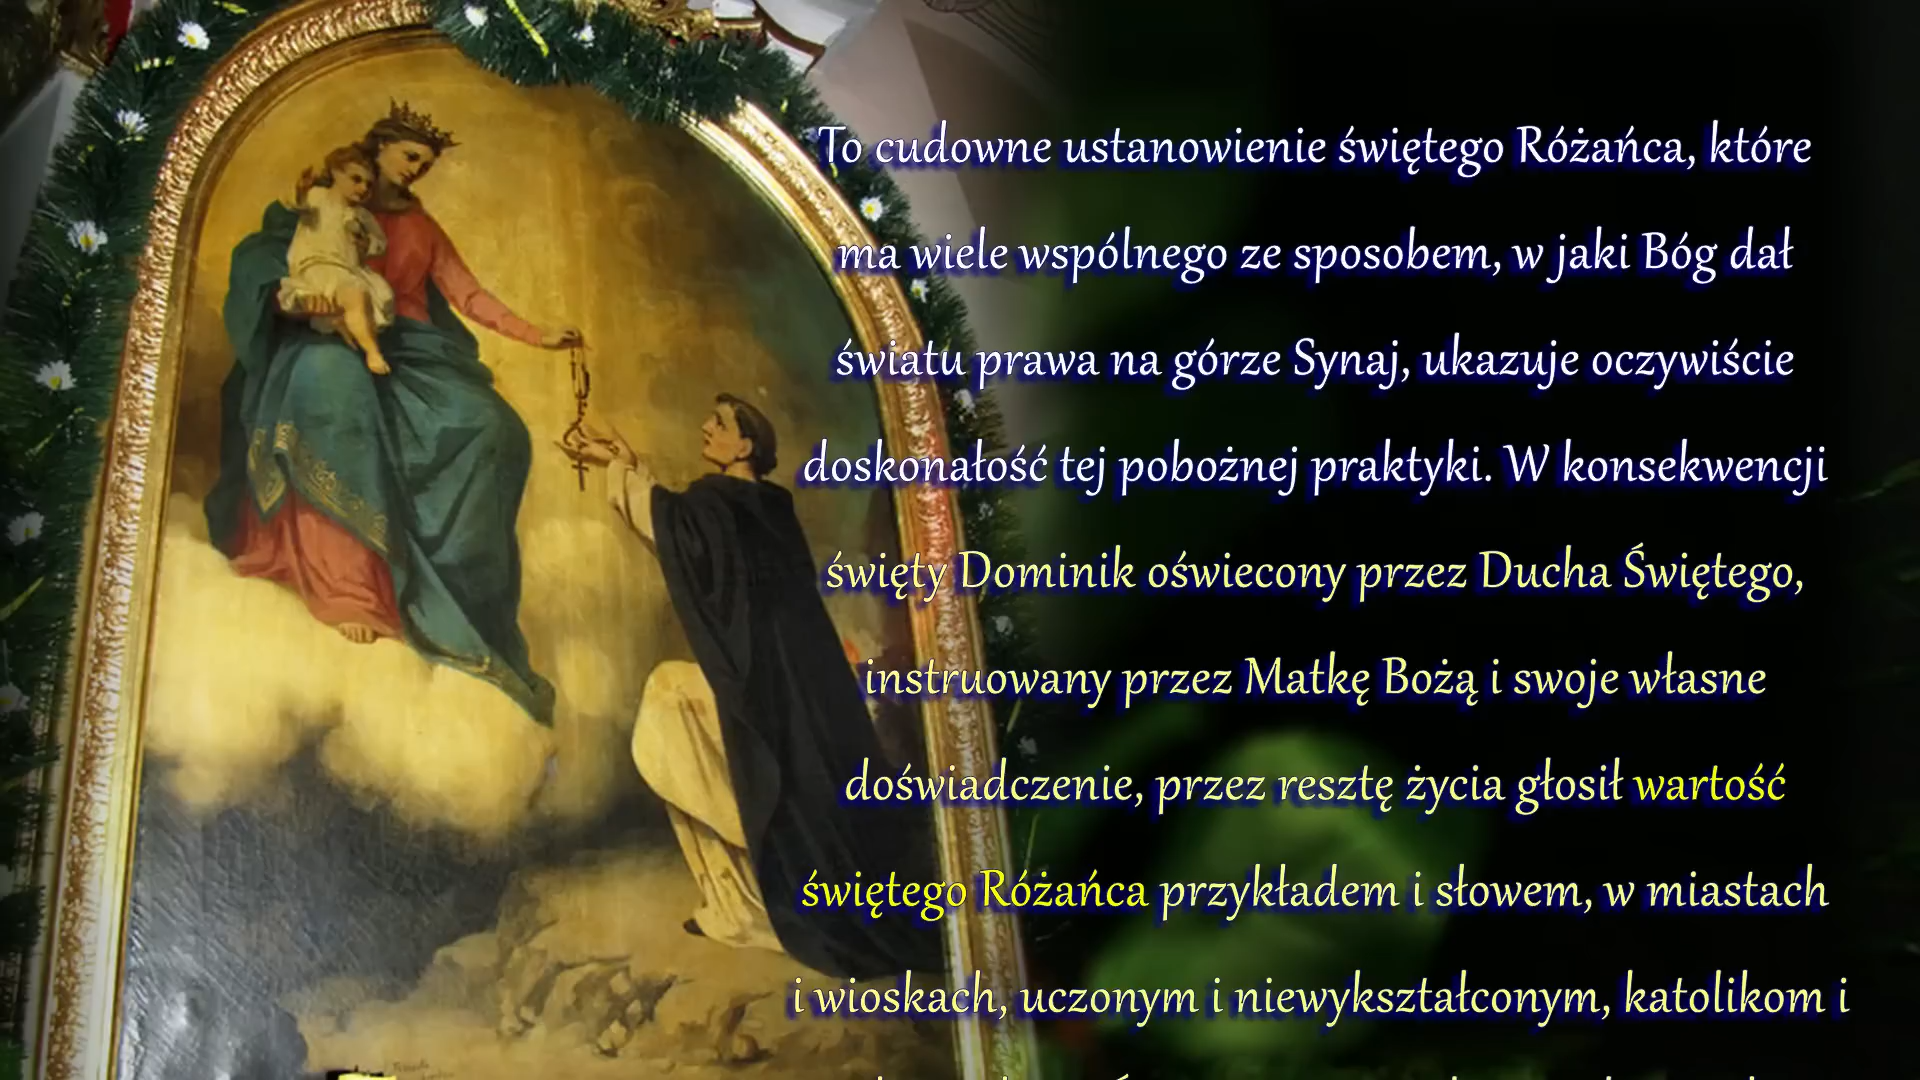 To cudowne ustanowienie świętego Różańca, które
ma wiele wspólnego ze sposobem, w jaki Bóg dał
światu prawa na górze Synaj, ukazuje oczywiście
doskonałość tej pobożnej praktyki. W konsekwencji
święty Dominik oświecony przez Ducha Świętego,
instruowany przez Matkę Bożą i swoje własne
doświadczenie, przez resztę życia głosił wartość
świętego Różańca przykładem i słowem, w miastach
i wioskach, uczonym i niewykształconym, katolikom i